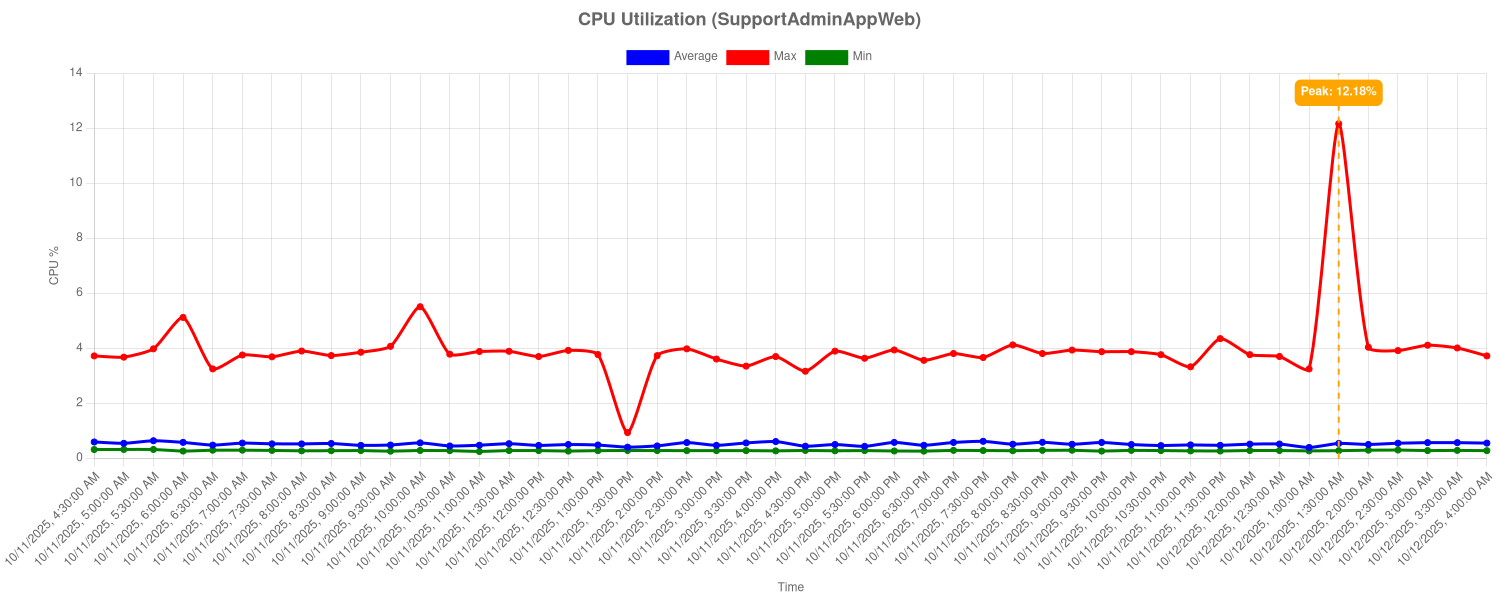 CPU Utilization (SupportAdminAppWeb)
Average Max Min
Peak: 12.18%
14
12
10
8
6
4
2
0
CPU %
10/11/2025, 4:30:00 AM
10/11/2025, 5:00:00 AM
10/11/2025, 5:30:00 AM
10/11/2025, 6:00:00 AM
10/11/2025, 6:30:00 AM
10/11/2025, 7:00:00 AM
10/11/2025, 7:30:00 AM
10/11/2025, 8:00:00 AM
10/11/2025, 8:30:00 AM
10/11/2025, 9:00:00 AM
10/11/2025, 9:30:00 AM
10/11/2025, 10:00:00 AM
10/11/2025, 10:30:00 AM
10/11/2025, 11:00:00 AM
10/11/2025, 11:30:00 AM
10/11/2025, 12:00:00 PM
10/11/2025, 12:30:00 PM
10/11/2025, 1:00:00 PM
10/11/2025, 1:30:00 PM
10/11/2025, 2:00:00 PM
10/11/2025, 2:30:00 PM
10/11/2025, 3:00:00 PM
10/11/2025, 3:30:00 PM
10/11/2025, 4:00:00 PM
10/11/2025, 4:30:00 PM
10/11/2025, 5:00:00 PM
10/11/2025, 5:30:00 PM
10/11/2025, 6:00:00 PM
10/11/2025, 6:30:00 PM
10/11/2025, 7:00:00 PM
10/11/2025, 7:30:00 PM
10/11/2025, 8:00:00 PM
10/11/2025, 8:30:00 PM
10/11/2025, 9:00:00 PM
10/11/2025, 9:30:00 PM
10/11/2025, 10:00:00 PM
10/11/2025, 10:30:00 PM
10/11/2025, 11:00:00 PM
10/11/2025, 11:30:00 PM
10/12/2025, 12:00:00 AM
10/12/2025, 12:30:00 AM
10/12/2025, 1:00:00 AM
10/12/2025, 1:30:00 AM
10/12/2025, 2:00:00 AM
10/12/2025, 2:30:00 AM
10/12/2025, 3:00:00 AM
10/12/2025, 3:30:00 AM
10/12/2025, 4:00:00 AM
Time